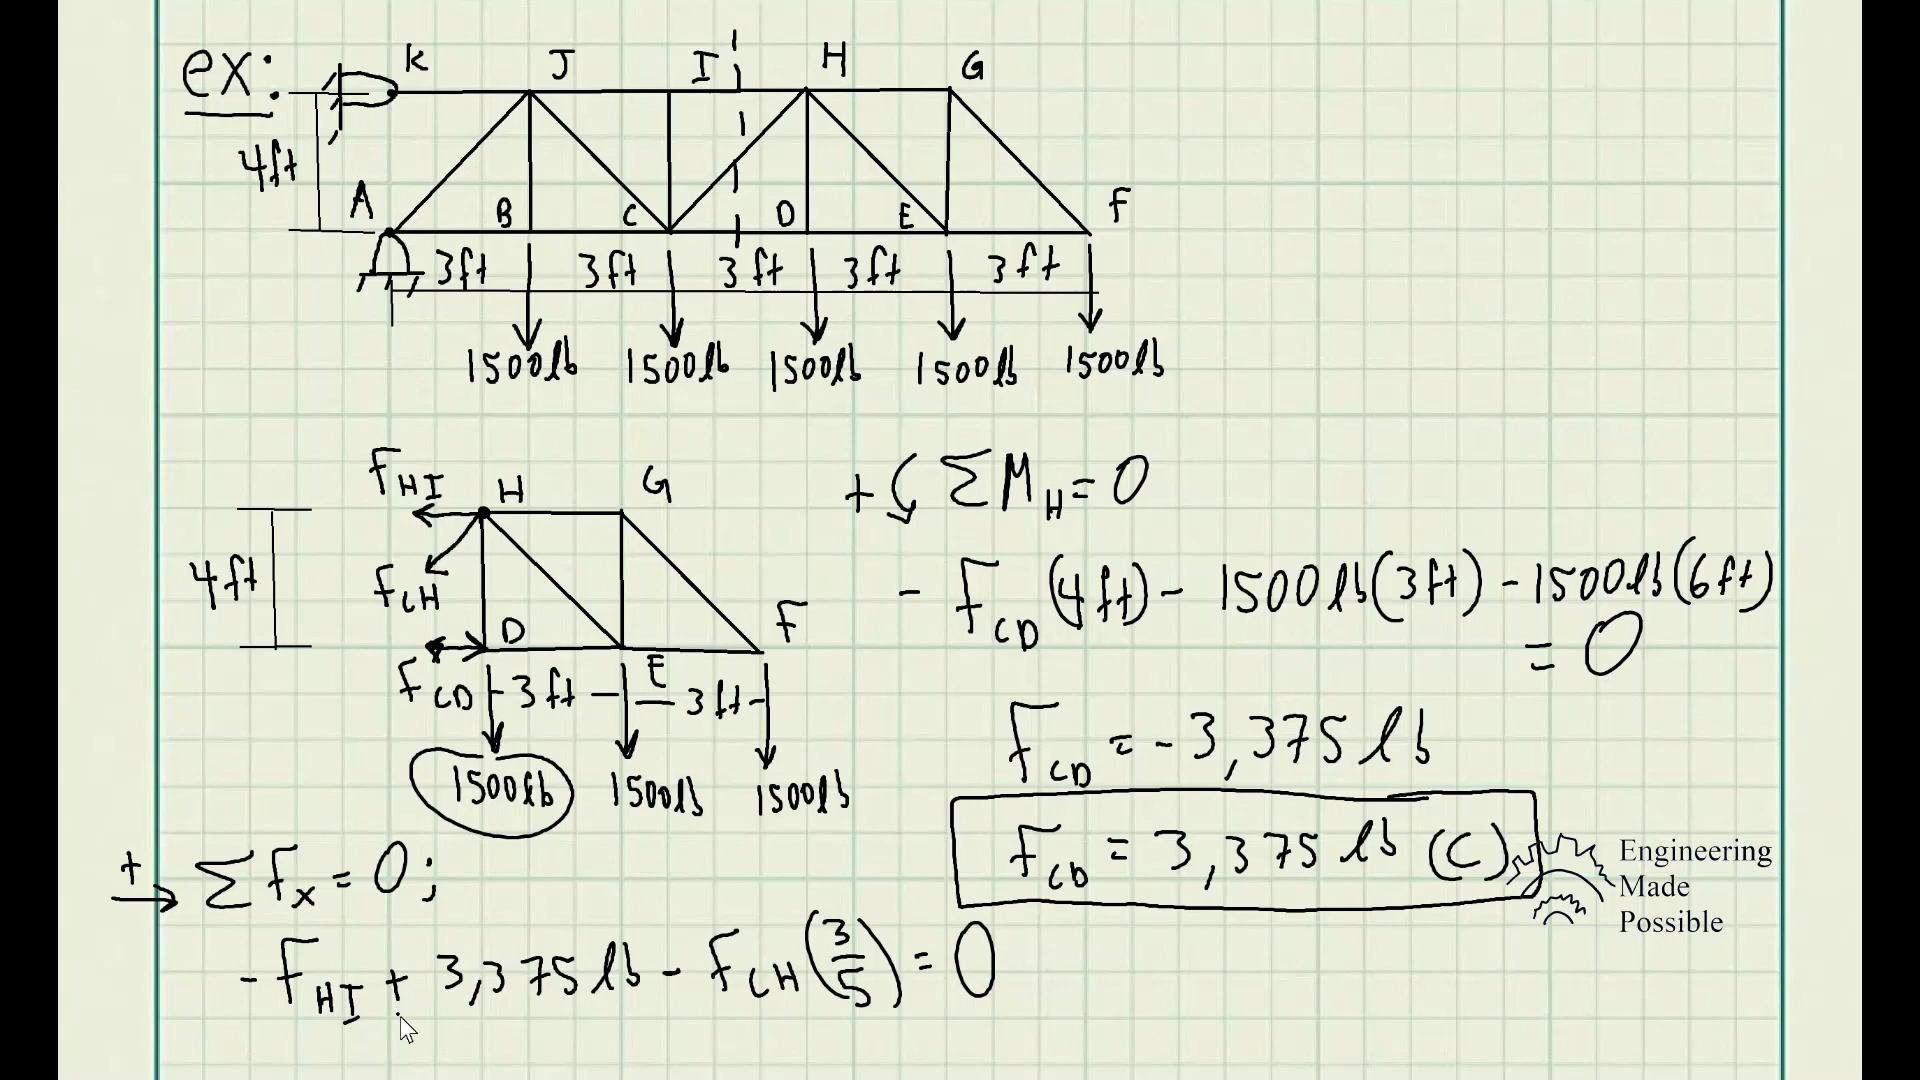 ex:
K J I H G
4ft
A B C D E F
3ft 3ft 3ft 3ft 3ft
1500lb 1500lb 1500lb 1500lb 1500lb
F_HI H G
+ Σ M_H = 0
4ft
F_CH
- F_CD (4ft) - 1500lb (3ft) - 1500lb (6ft)
= 0
D F
F_CD 3ft E 3ft
F_CD = -3,375 lb
1500lb 1500lb 1500lb
F_CD = 3,375 lb (C)
+ → Σ F_x = 0;
- F_HI + 3,375 lb - F_CH (3/5) = 0
Engineering
Made
Possible